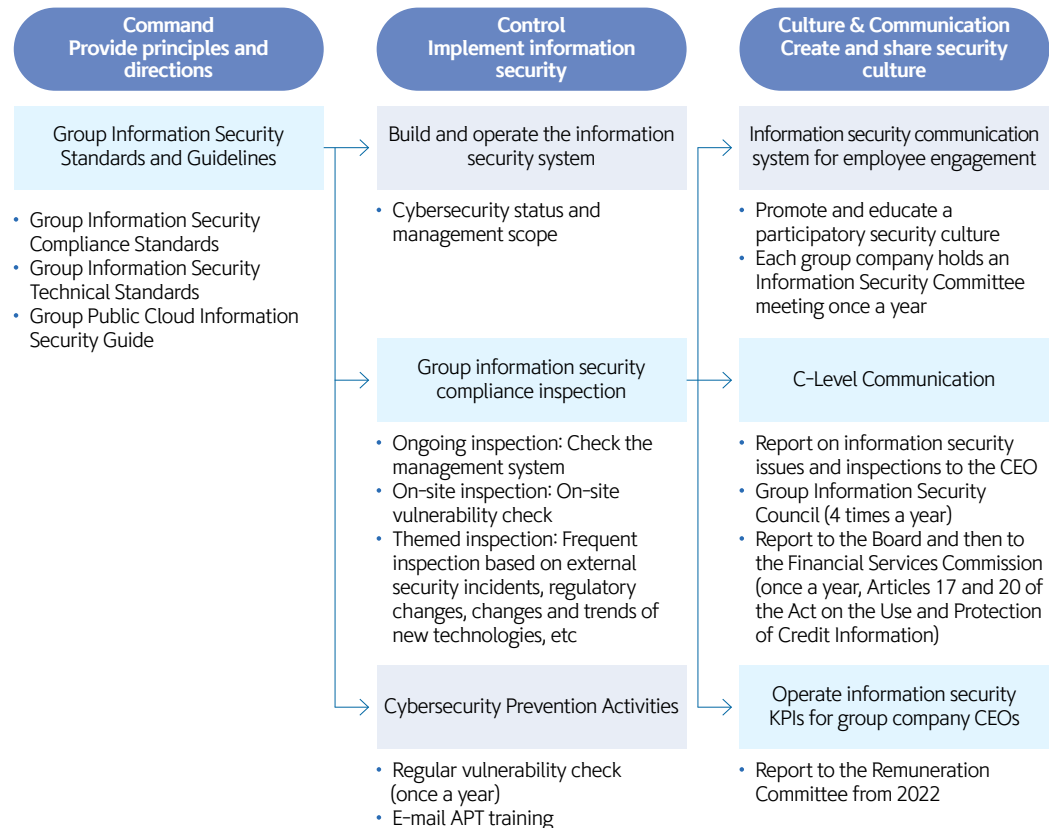 Command
Provide principles and
directions
Group Information Security
Standards and Guidelines
• Group Information Security
Compliance Standards
• Group Information Security
Technical Standards
• Group Public Cloud Information
Security Guide
Control
Implement information
security
Build and operate the information
security system
• Cybersecurity status and
management scope
Group information security
compliance inspection
• Ongoing inspection: Check the
management system
• On-site inspection: On-site
vulnerability check
• Themed inspection: Frequent
inspection based on external
security incidents, regulatory
changes, changes and trends of
new technologies, etc
Cybersecurity Prevention Activities
• Regular vulnerability check
(once a year)
• E-mail APT training
Culture & Communication
Create and share security
culture
Information security communication
system for employee engagement
• Promote and educate a
participatory security culture
• Each group company holds an
Information Security Committee
meeting once a year
C-Level Communication
• Report on information security
issues and inspections to the CEO
• Group Information Security
Council (4 times a year)
• Report to the Board and then to
the Financial Services Commission
(once a year, Articles 17 and 20 of
the Act on the Use and Protection
of Credit Information)
Operate information security
KPIs for group company CEOs
• Report to the Remuneration
Committee from 2022